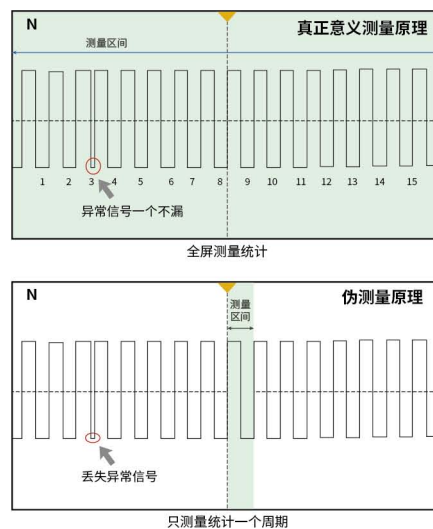 N
真正意义测量原理
测量区间
1 2 3 4 5 6 7 8 9 10 11 12 13 14 15
异常信号一个不漏
全屏测量统计
N
伪测量原理
测量
区间
丢失异常信号
只测量统计一个周期